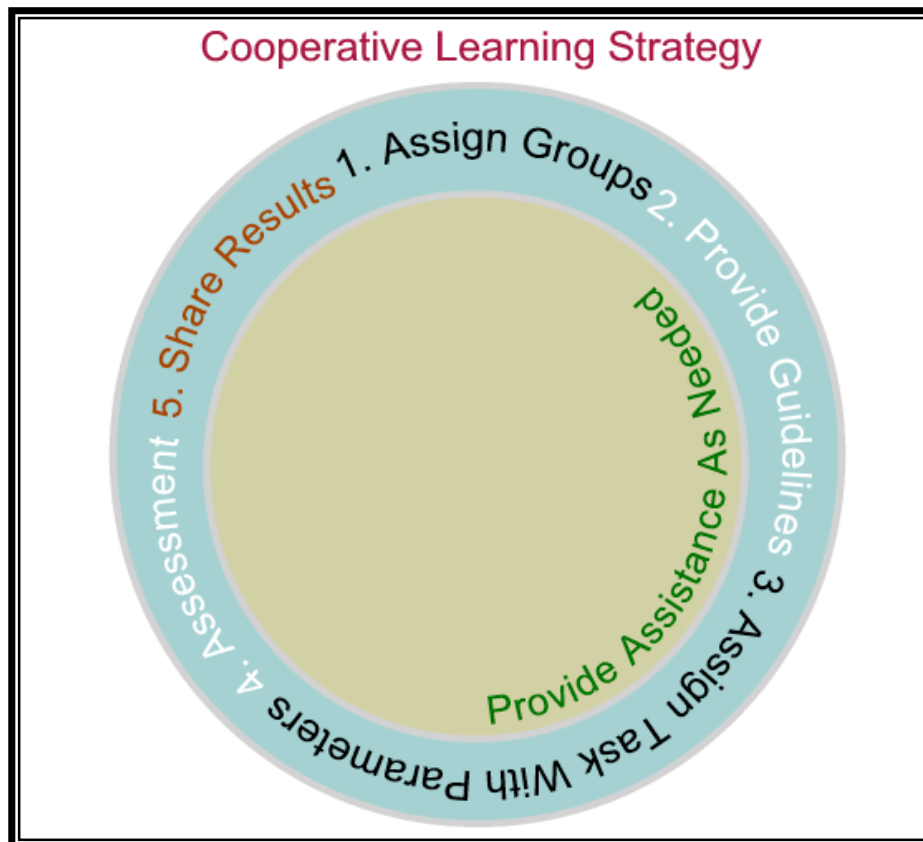 Cooperative Learning Strategy
1. Assign Groups
2. Provide Guidelines
3. Assign Task With Parameters
4. Assessment
5. Share Results
Provide Assistance As Needed